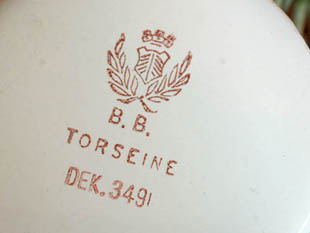 B. B.
TORSEINE
DEK. 3491